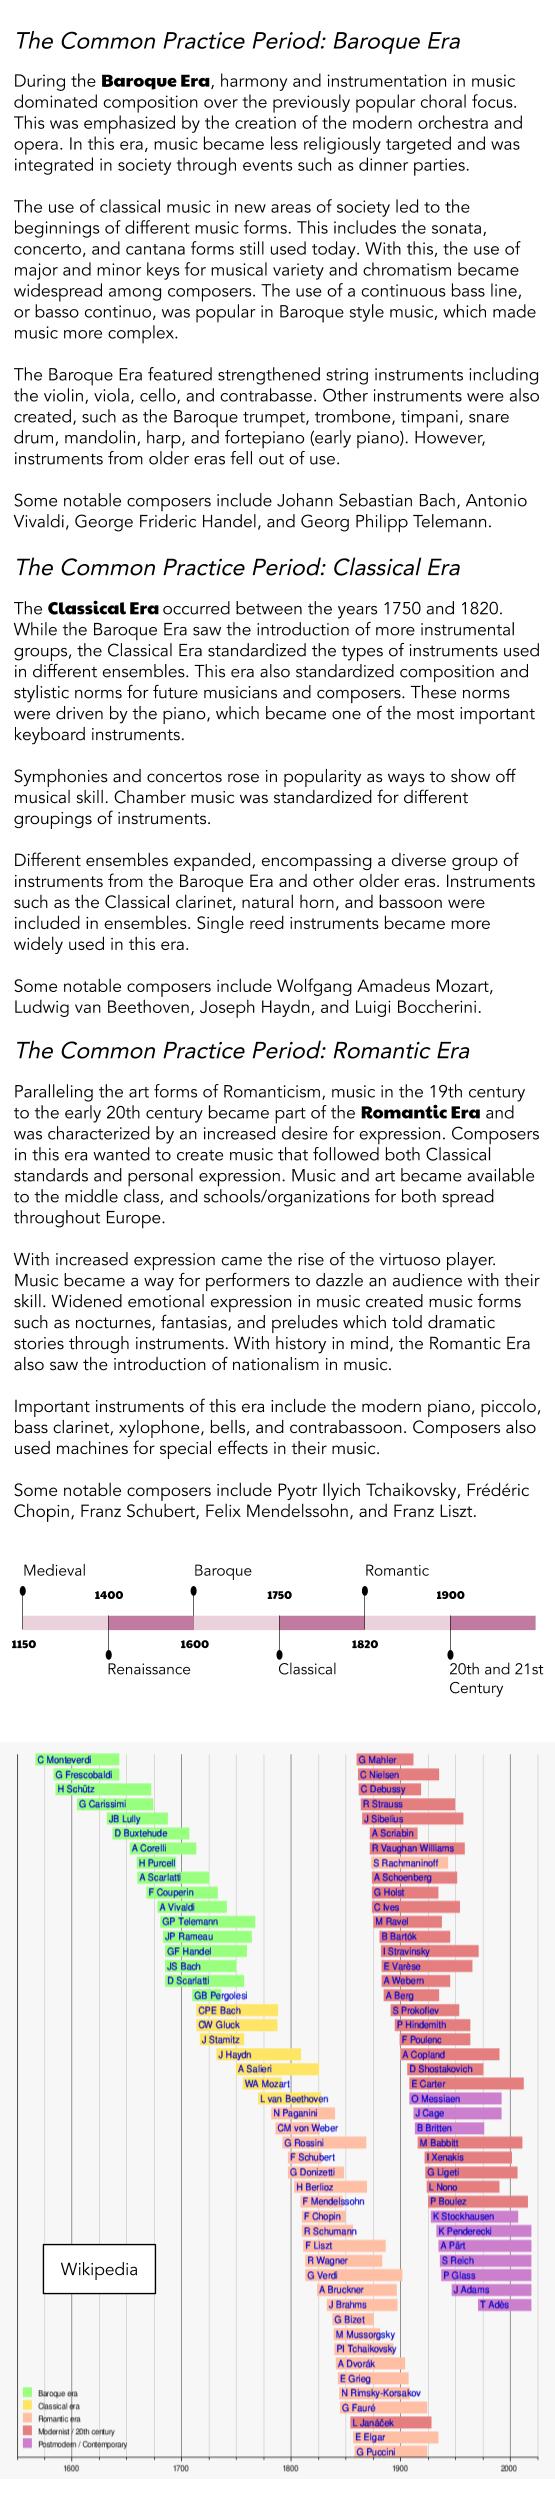 The Common Practice Period: Baroque Era
During the Baroque Era, harmony and instrumentation in music
dominated composition over the previously popular choral focus.
This was emphasized by the creation of the modern orchestra and
opera. In this era, music became less religiously targeted and was
integrated in society through events such as dinner parties.
The use of classical music in new areas of society led to the
beginnings of different music forms. This includes the sonata,
concerto, and cantana forms still used today. With this, the use of
major and minor keys for musical variety and chromatism became
widespread among composers. The use of a continuous bass line,
or basso continuo, was popular in Baroque style music, which made
music more complex.
The Baroque Era featured strengthened string instruments including
the violin, viola, cello, and contrabasse. Other instruments were also
created, such as the Baroque trumpet, trombone, timpani, snare
drum, mandolin, harp, and fortepiano (early piano). However,
instruments from older eras fell out of use.
Some notable composers include Johann Sebastian Bach, Antonio
Vivaldi, George Frideric Handel, and Georg Philipp Telemann.
The Common Practice Period: Classical Era
The Classical Era occurred between the years 1750 and 1820.
While the Baroque Era saw the introduction of more instrumental
groups, the Classical Era standardized the types of instruments used
in different ensembles. This era also standardized composition and
stylistic norms for future musicians and composers. These norms
were driven by the piano, which became one of the most important
keyboard instruments.
Symphonies and concertos rose in popularity as ways to show off
musical skill. Chamber music was standardized for different
groupings of instruments.
Different ensembles expanded, encompassing a diverse group of
instruments from the Baroque Era and other older eras. Instruments
such as the Classical clarinet, natural horn, and bassoon were
included in ensembles. Single reed instruments became more
widely used in this era.
Some notable composers include Wolfgang Amadeus Mozart,
Ludwig van Beethoven, Joseph Haydn, and Luigi Boccherini.
The Common Practice Period: Romantic Era
Paralleling the art forms of Romanticism, music in the 19th century
to the early 20th century became part of the Romantic Era and
was characterized by an increased desire for expression. Composers
in this era wanted to create music that followed both Classical
standards and personal expression. Music and art became available
to the middle class, and schools/organizations for both spread
throughout Europe.
With increased expression came the rise of the virtuoso player.
Music became a way for performers to dazzle an audience with their
skill. Widened emotional expression in music created music forms
such as nocturnes, fantasias, and preludes which told dramatic
stories through instruments. With history in mind, the Romantic Era
also saw the introduction of nationalism in music.
Important instruments of this era include the modern piano, piccolo,
bass clarinet, xylophone, bells, and contrabassoon. Composers also
used machines for special effects in their music.
Some notable composers include Pyotr Ilyich Tchaikovsky, Frédéric
Chopin, Franz Schubert, Felix Mendelssohn, and Franz Liszt.
Medieval Baroque Romantic
1400 1750 1900
1150 1600 1820
Renaissance Classical 20th and 21st
Century
C Monteverdi
G Frescobaldi
H Schütz
G Carissimi
JB Lully
D Buxtehude
A Corelli
H Purcell
A Scarlatti
F Couperin
A Vivaldi
GP Telemann
JP Rameau
GF Handel
JS Bach
D Scarlatti
GB Pergolesi
CPE Bach
CW Gluck
J Stamitz
J Haydn
A Salieri
WA Mozart
L van Beethoven
N Paganini
CM von Weber
G Rossini
F Schubert
G Donizetti
H Berlioz
F Mendelssohn
F Chopin
R Schumann
F Liszt
R Wagner
G Verdi
A Bruckner
J Brahms
G Bizet
M Mussorgsky
PI Tchaikovsky
A Dvořák
E Grieg
N Rimsky-Korsakov
G Fauré
L Janáček
E Elgar
G Puccini
G Mahler
C Nielsen
C Debussy
R Strauss
J Sibelius
A Scriabin
R Vaughan Williams
S Rachmaninoff
A Schoenberg
G Holst
C Ives
M Ravel
B Bartók
I Stravinsky
E Varèse
A Webern
A Berg
S Prokofiev
P Hindemith
F Poulenc
A Copland
D Shostakovich
E Carter
O Messiaen
J Cage
B Britten
M Babbitt
I Xenakis
G Ligeti
L Nono
P Boulez
K Stockhausen
K Penderecki
A Pärt
S Reich
P Glass
J Adams
T Adès
Wikipedia
Baroque era
Classical era
Romantic era
Modernist / 20th century
Postmodern / Contemporary
1600 1700 1800 1900 2000